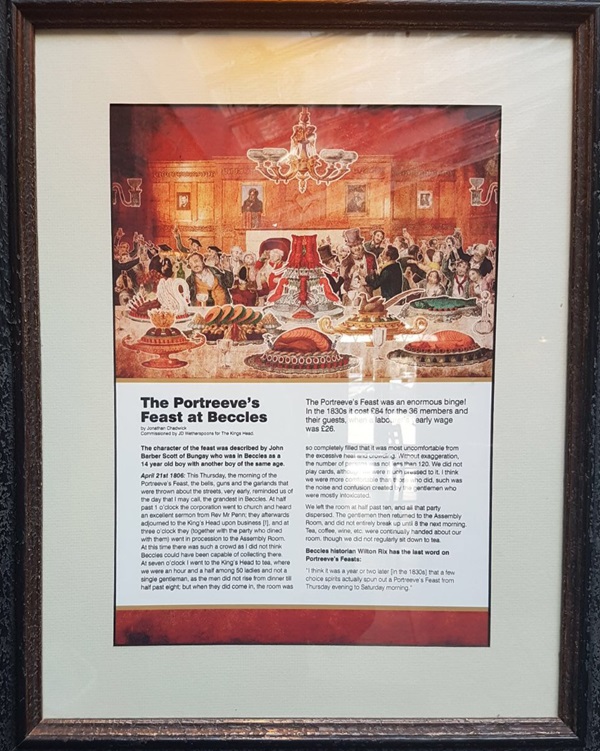 The Portreeve's
Feast at Beccles
by Jonathan Chadwick
Commissioned by JD Wetherspoons for The Kings Head
The character of the feast was described by John
Barber Scott of Bungay who was in Beccles as a
14 year old boy with another boy of the same age.
April 21st 1806: This Thursday, the morning of the
Portreeve's Feast, the bells, guns and the garlands that
were thrown about the streets, very early, reminded us of
the day that I may call, the grandest in Beccles. At half
past 1 o'clock the corporation went to church and heard
an excellent sermon from Rev Mr Penn; they afterwards
adjourned to the King's Head upon business [!], and at
three o'clock they (together with the party who dined
with them) went in procession to the Assembly Room.
At this time there was such a crowd as I did not think
Beccles could have been capable of collecting there.
At seven o'clock I went to the King's Head to tea, where
we were an hour and a half among 50 ladies and not a
single gentleman, as the men did not rise from dinner till
half past eight; but when they did come in, the room was
The Portreeve's Feast was an enormous binge!
In the 1830s it cost £84 for the 36 members and
their guests, when a labo early wage
was £26.
so completely filled that it was most uncomfortable from
the excessive heat and crowding. Without exaggeration,
the number of persons was not less than 120. We did not
play cards, although we were much pressed to it. I think
we were more comfortable than those who did, such was
the noise and confusion created by the gentlemen who
were mostly intoxicated.
We left the room at half past ten, and all that party
dispersed. The gentlemen then returned to the Assembly
Room, and did not entirely break up until 8 the next morning.
Tea, coffee, wine, etc. were continually handed about our
room, though we did not regularly sit down to tea.
Beccles historian Wilton Rix has the last word on
Portreeve's Feasts:
"I think it was a year or two later [in the 1830s] that a few
choice spirits actually spun out a Portreeve's Feast from
Thursday evening to Saturday morning."